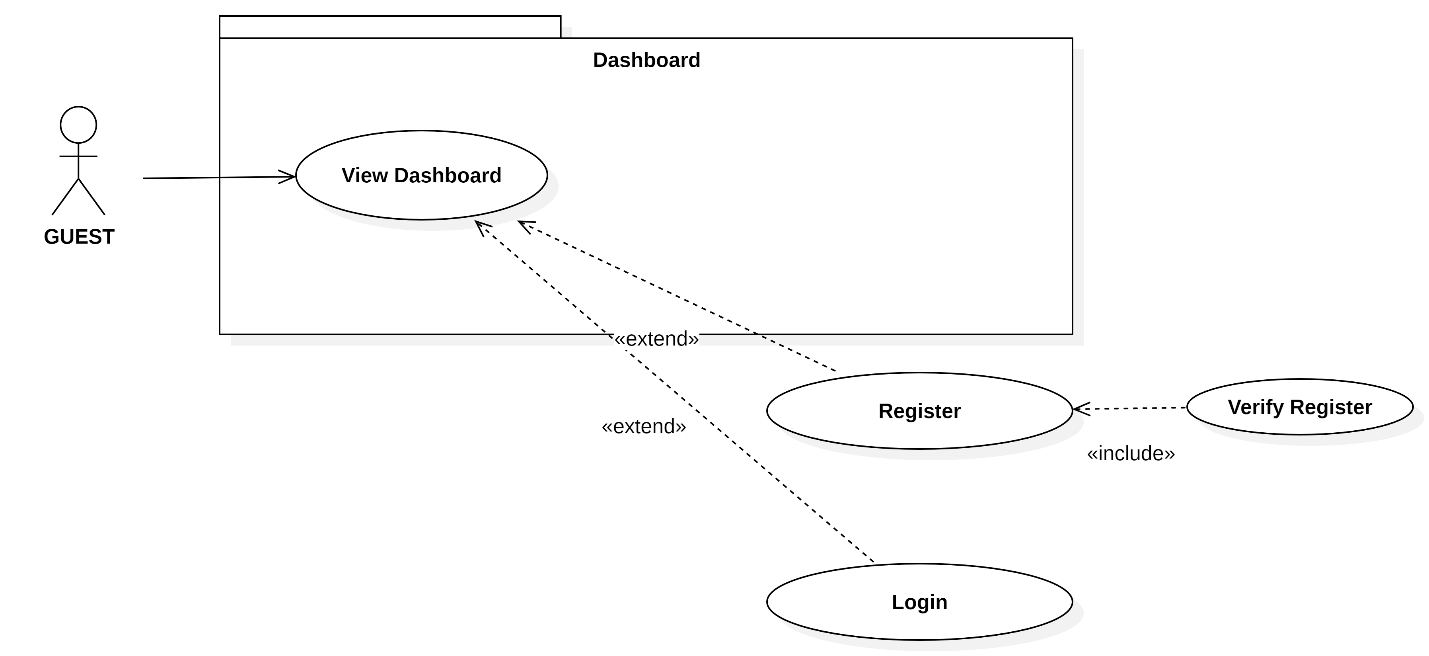 Dashboard
View Dashboard
GUEST
«extend»
Register
Verify Register
«extend»
«include»
Login